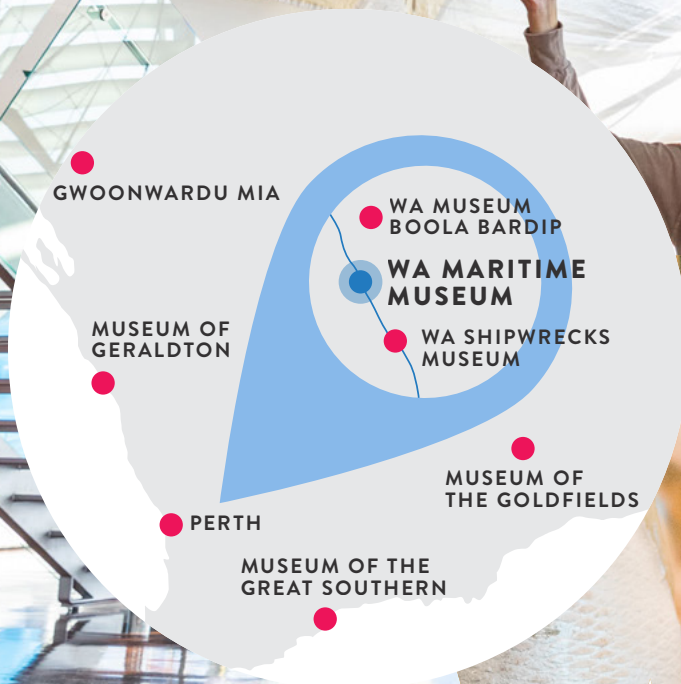 GWOONWARDU MIA
WA MUSEUM
BOOLA BARDIP
WA MARITIME
MUSEUM
WA SHIPWRECKS
MUSEUM
MUSEUM OF
GERALDTON
MUSEUM OF
THE GOLDFIELDS
PERTH
MUSEUM OF THE
GREAT SOUTHERN